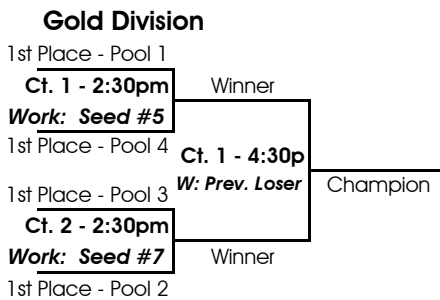 Gold Division
1st Place - Pool 1
Ct. 1 - 2:30pm
Winner
Work: Seed #5
1st Place - Pool 4
Ct. 1 - 4:30p
W: Prev. Loser
Champion
1st Place - Pool 3
Ct. 2 - 2:30pm
Work: Seed #7
Winner
1st Place - Pool 2